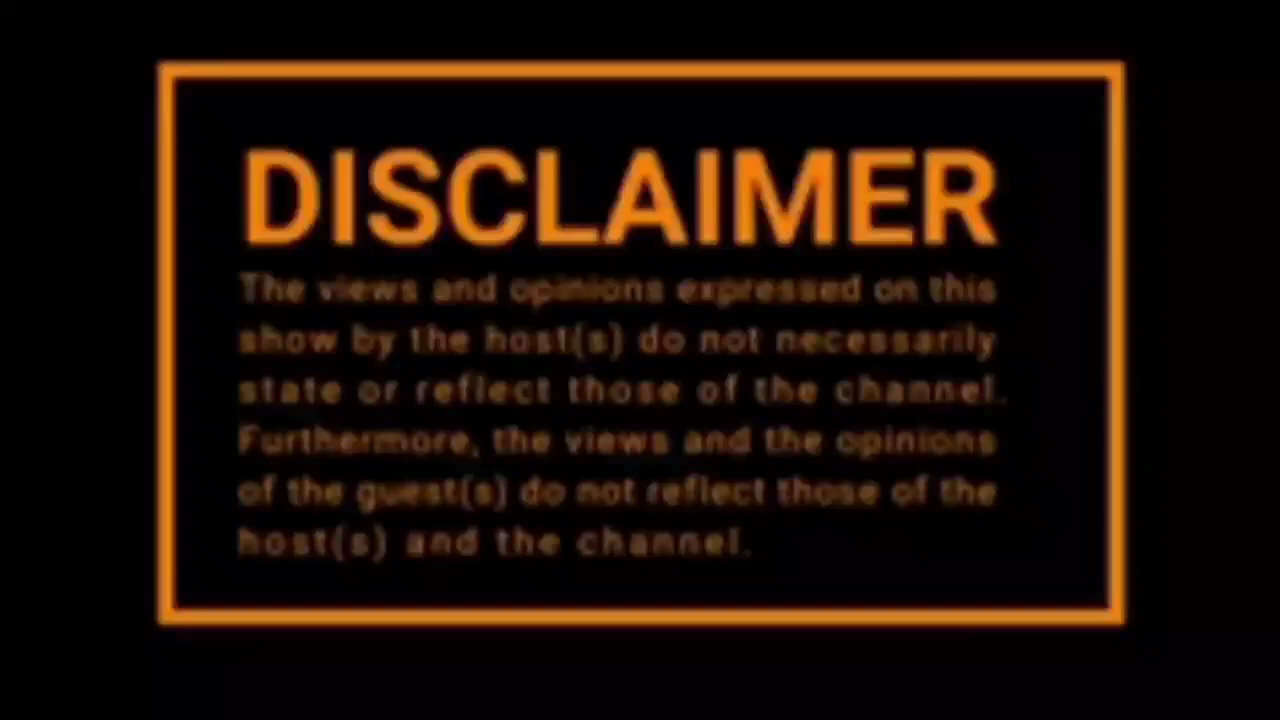 DISCLAIMER
The views and opinions expressed on this
show by the host(s) do not necessarily
state or reflect those of the channel.
Furthermore, the views and the opinions
of the guest(s) do not reflect those of the
host(s) and the channel.